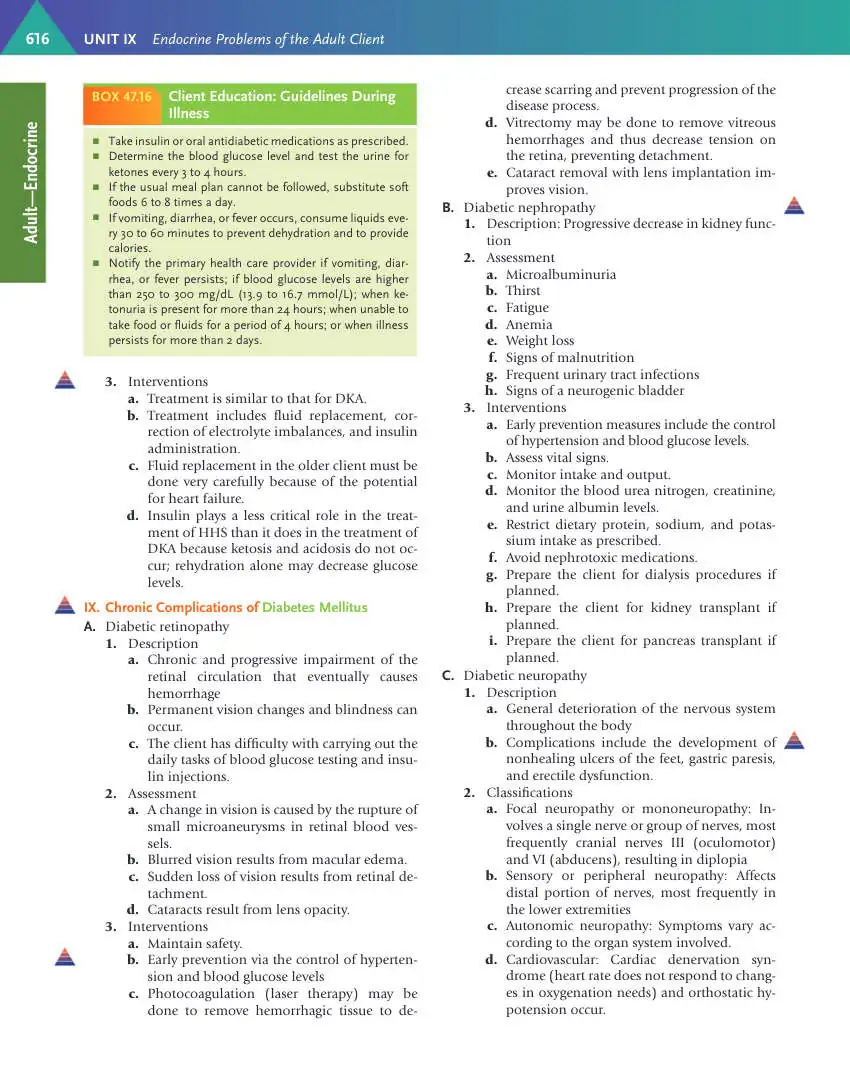 616
UNIT IX Endocrine Problems of the Adult Client
Adult—Endocrine
BOX 47.16 Client Education: Guidelines During
Illness
■ Take insulin or oral antidiabetic medications as prescribed.
■ Determine the blood glucose level and test the urine for
ketones every 3 to 4 hours.
■ If the usual meal plan cannot be followed, substitute soft
foods 6 to 8 times a day.
■ If vomiting, diarrhea, or fever occurs, consume liquids eve-
ry 30 to 60 minutes to prevent dehydration and to provide
calories.
■ Notify the primary health care provider if vomiting, diar-
rhea, or fever persists; if blood glucose levels are higher
than 250 to 300 mg/dL (13.9 to 16.7 mmol/L); when ke-
tonuria is present for more than 24 hours; when unable to
take food or fluids for a period of 4 hours; or when illness
persists for more than 2 days.
3. Interventions
a. Treatment is similar to that for DKA.
b. Treatment includes fluid replacement, cor-
rection of electrolyte imbalances, and insulin
administration.
c. Fluid replacement in the older client must be
done very carefully because of the potential
for heart failure.
d. Insulin plays a less critical role in the treat-
ment of HHS than it does in the treatment of
DKA because ketosis and acidosis do not oc-
cur; rehydration alone may decrease glucose
levels.
IX. Chronic Complications of Diabetes Mellitus
A. Diabetic retinopathy
1. Description
a. Chronic and progressive impairment of the
retinal circulation that eventually causes
hemorrhage
b. Permanent vision changes and blindness can
occur.
c. The client has difficulty with carrying out the
daily tasks of blood glucose testing and insu-
lin injections.
2. Assessment
a. A change in vision is caused by the rupture of
small microaneurysms in retinal blood ves-
sels.
b. Blurred vision results from macular edema.
c. Sudden loss of vision results from retinal de-
tachment.
d. Cataracts result from lens opacity.
3. Interventions
a. Maintain safety.
b. Early prevention via the control of hyperten-
sion and blood glucose levels
c. Photocoagulation (laser therapy) may be
done to remove hemorrhagic tissue to de-
crease scarring and prevent progression of the
disease process.
d. Vitrectomy may be done to remove vitreous
hemorrhages and thus decrease tension on
the retina, preventing detachment.
e. Cataract removal with lens implantation im-
proves vision.
B. Diabetic nephropathy
1. Description: Progressive decrease in kidney func-
tion
2. Assessment
a. Microalbuminuria
b. Thirst
c. Fatigue
d. Anemia
e. Weight loss
f. Signs of malnutrition
g. Frequent urinary tract infections
h. Signs of a neurogenic bladder
3. Interventions
a. Early prevention measures include the control
of hypertension and blood glucose levels.
b. Assess vital signs.
c. Monitor intake and output.
d. Monitor the blood urea nitrogen, creatinine,
and urine albumin levels.
e. Restrict dietary protein, sodium, and potas-
sium intake as prescribed.
f. Avoid nephrotoxic medications.
g. Prepare the client for dialysis procedures if
planned.
h. Prepare the client for kidney transplant if
planned.
i. Prepare the client for pancreas transplant if
planned.
C. Diabetic neuropathy
1. Description
a. General deterioration of the nervous system
throughout the body
b. Complications include the development of
nonhealing ulcers of the feet, gastric paresis,
and erectile dysfunction.
2. Classifications
a. Focal neuropathy or mononeuropathy: In-
volves a single nerve or group of nerves, most
frequently cranial nerves III (oculomotor)
and VI (abducens), resulting in diplopia
b. Sensory or peripheral neuropathy: Affects
distal portion of nerves, most frequently in
the lower extremities
c. Autonomic neuropathy: Symptoms vary ac-
cording to the organ system involved.
d. Cardiovascular: Cardiac denervation syn-
drome (heart rate does not respond to chang-
es in oxygenation needs) and orthostatic hy-
potension occur.